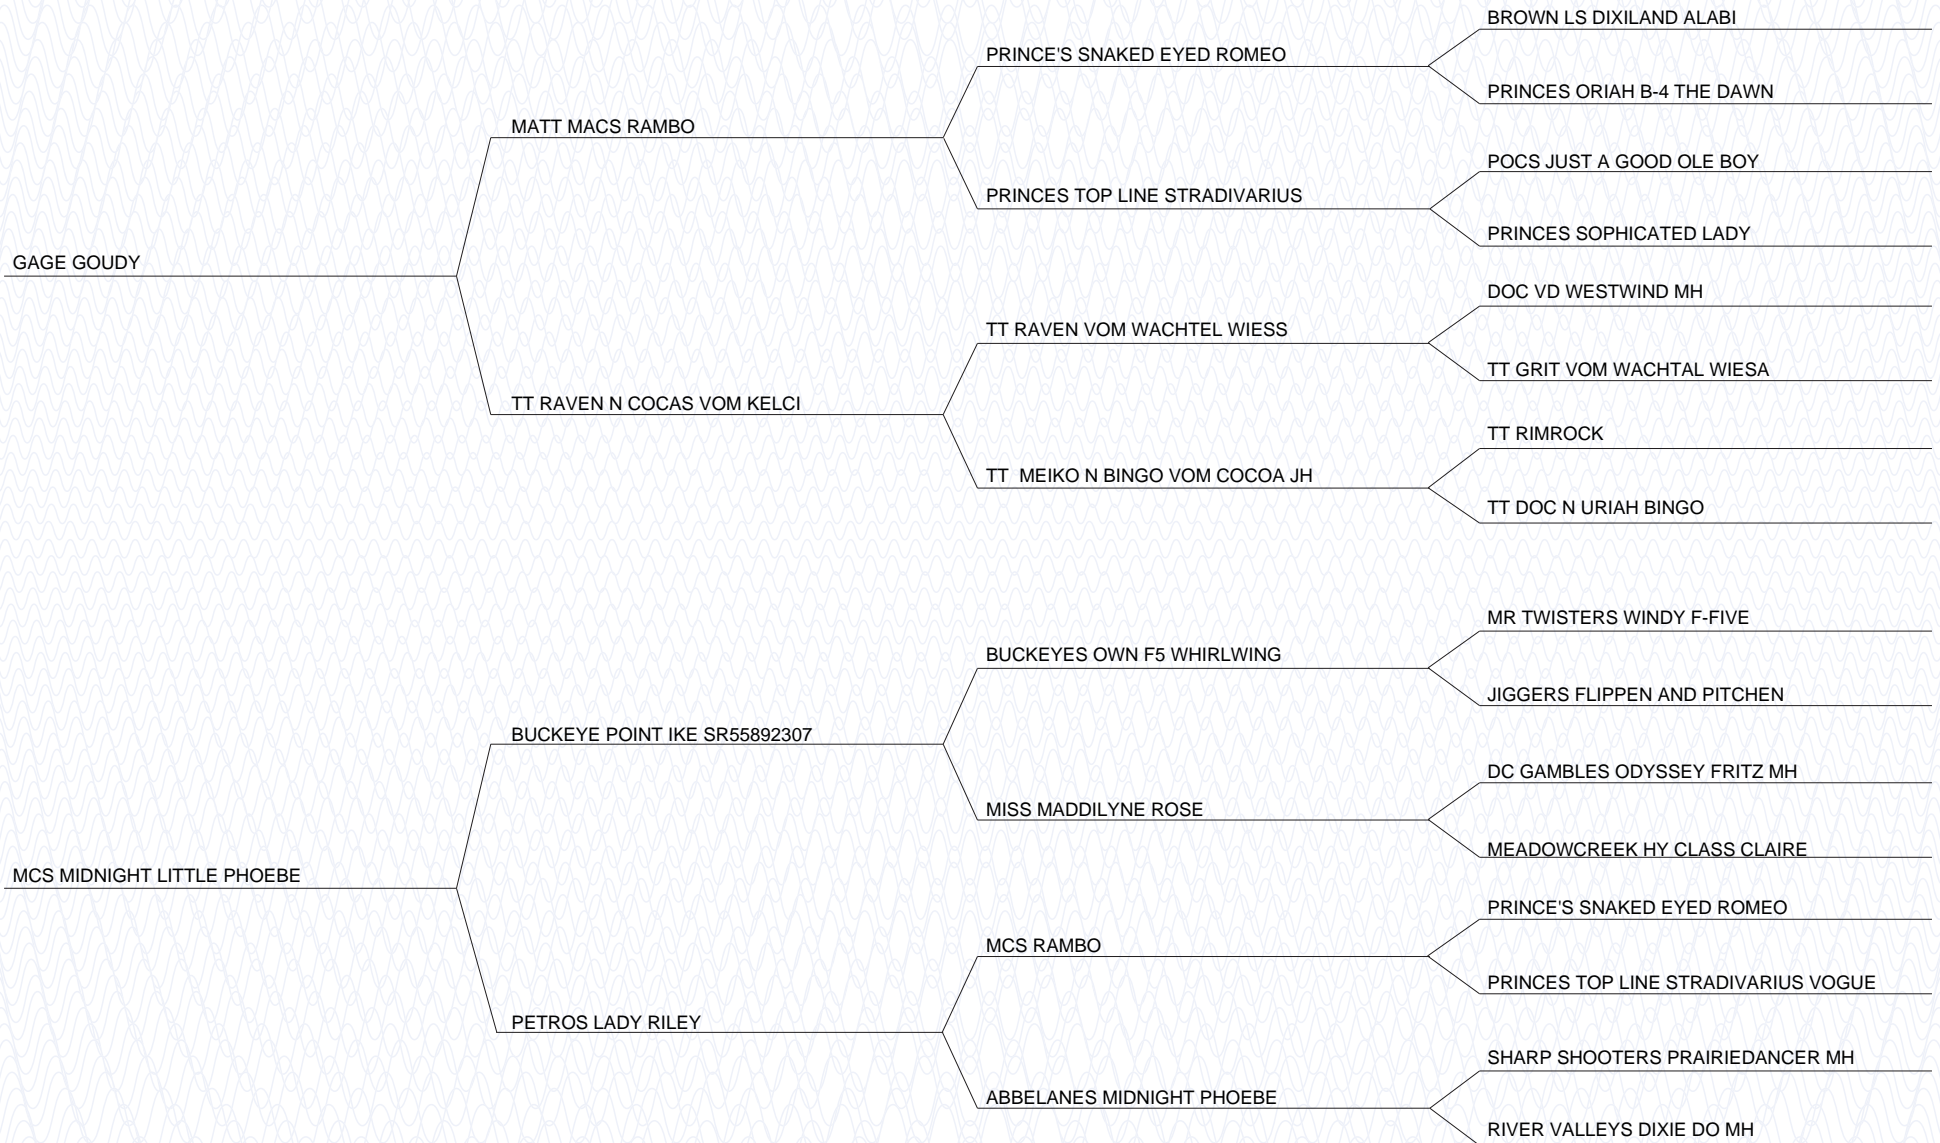 BROWN LS DIXILAND ALABI
PRINCE'S SNAKED EYED ROMEO
PRINCES ORIAH B-4 THE DAWN
MATT MACS RAMBO
POCS JUST A GOOD OLE BOY
PRINCES TOP LINE STRADIVARIUS
PRINCES SOPHICATED LADY
GAGE GOUDY
DOC VD WESTWIND MH
TT RAVEN VOM WACHTEL WIESS
TT GRIT VOM WACHTAL WIESA
TT RAVEN N COCAS VOM KELCI
TT RIMROCK
TT  MEIKO N BINGO VOM COCOA JH
TT DOC N URIAH BINGO
MR TWISTERS WINDY F-FIVE
BUCKEYES OWN F5 WHIRLWING
JIGGERS FLIPPEN AND PITCHEN
BUCKEYE POINT IKE SR55892307
DC GAMBLES ODYSSEY FRITZ MH
MISS MADDILYNE ROSE
MEADOWCREEK HY CLASS CLAIRE
MCS MIDNIGHT LITTLE PHOEBE
PRINCE'S SNAKED EYED ROMEO
MCS RAMBO
PRINCES TOP LINE STRADIVARIUS VOGUE
PETROS LADY RILEY
SHARP SHOOTERS PRAIRIEDANCER MH
ABBELANES MIDNIGHT PHOEBE
RIVER VALLEYS DIXIE DO MH